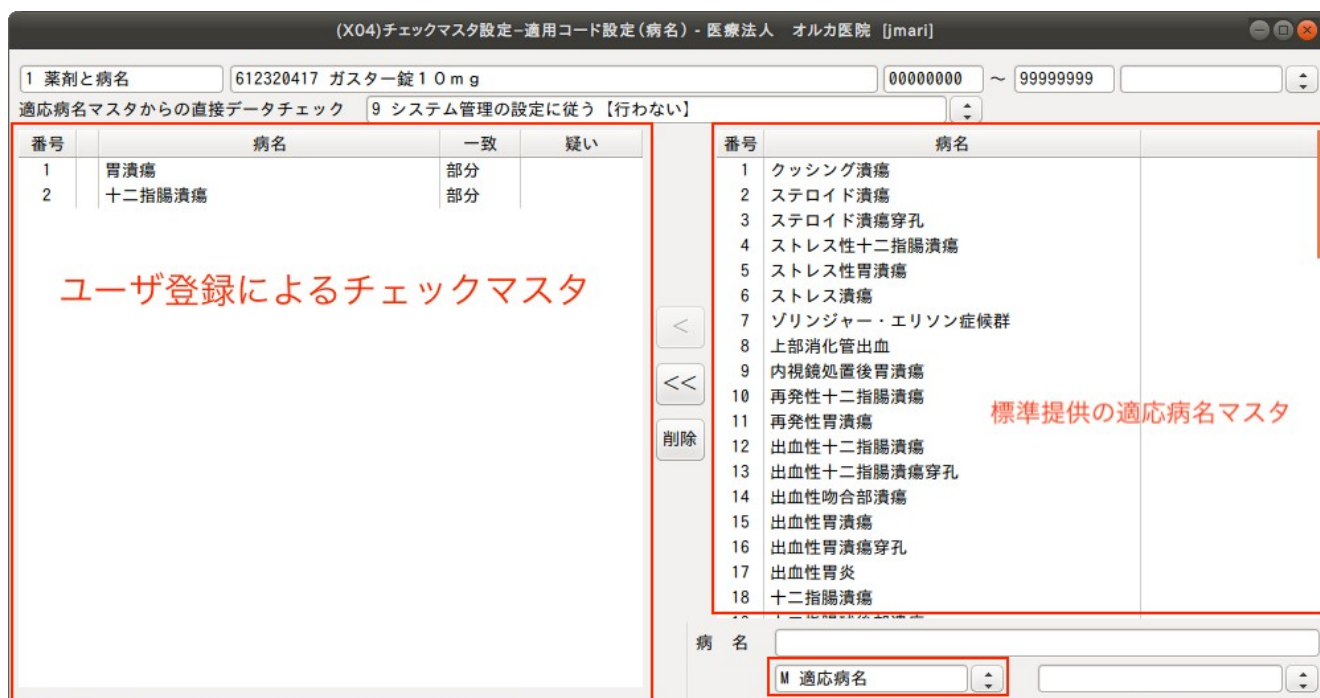 (X04)チェックマスタ設定−適用コード設定(病名) - 医療法人　オルカ医院 [jmari]
1 薬剤と病名 612320417 ガスター錠１０ｍｇ 00000000 ～ 99999999
適応病名マスタからの直接データチェック 9 システム管理の設定に従う【行わない】
番号 病名 一致 疑い
1 胃潰瘍 部分
2 十二指腸潰瘍 部分
ユーザ登録によるチェックマスタ
<
<<
削除
番号 病名
1 クッシング潰瘍
2 ステロイド潰瘍
3 ステロイド潰瘍穿孔
4 ストレス性十二指腸潰瘍
5 ストレス性胃潰瘍
6 ストレス潰瘍
7 ゾリンジャー・エリソン症候群
8 上部消化管出血
9 内視鏡処置後胃潰瘍
10 再発性十二指腸潰瘍
11 再発性胃潰瘍
12 出血性十二指腸潰瘍
13 出血性十二指腸潰瘍穿孔
14 出血性吻合部潰瘍
15 出血性胃潰瘍
16 出血性胃潰瘍穿孔
17 出血性胃炎
18 十二指腸潰瘍
標準提供の適応病名マスタ
病　名
M 適応病名